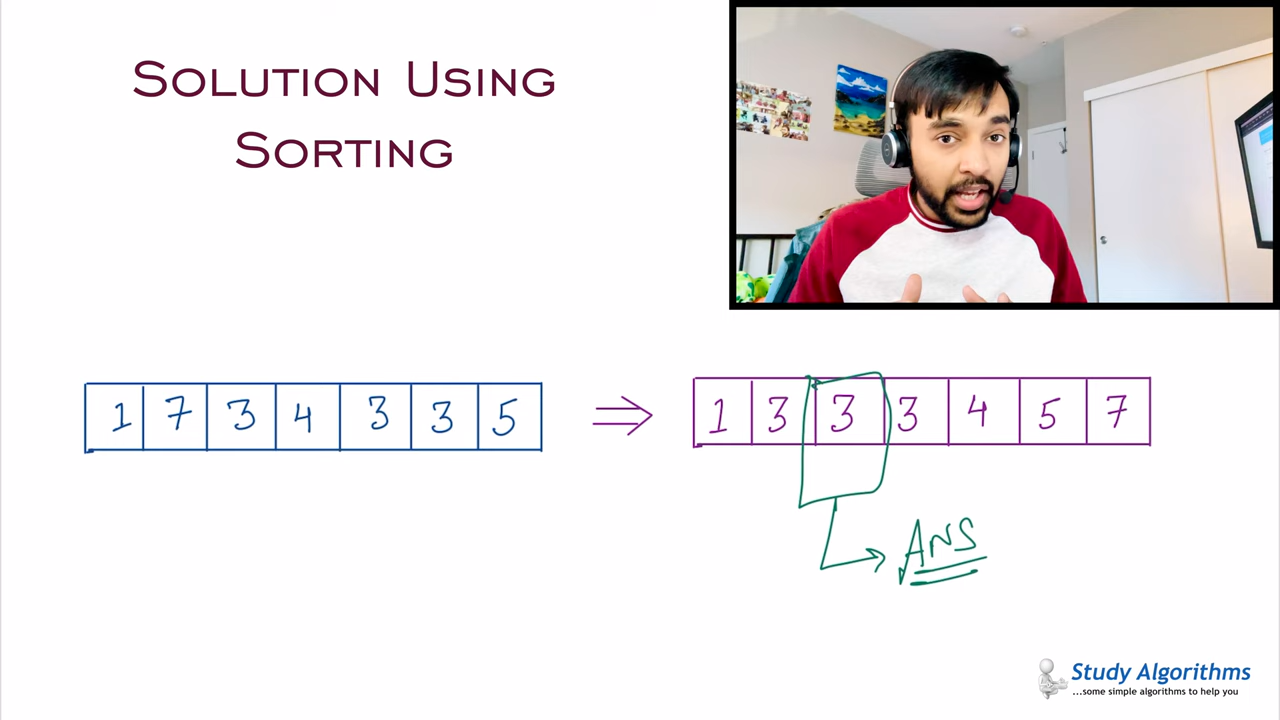 SOLUTION USING
SORTING
1 7 3 4 3 3 5
1 3 3 3 4 5 7
ANS
Study Algorithms
...some simple algorithms to help you